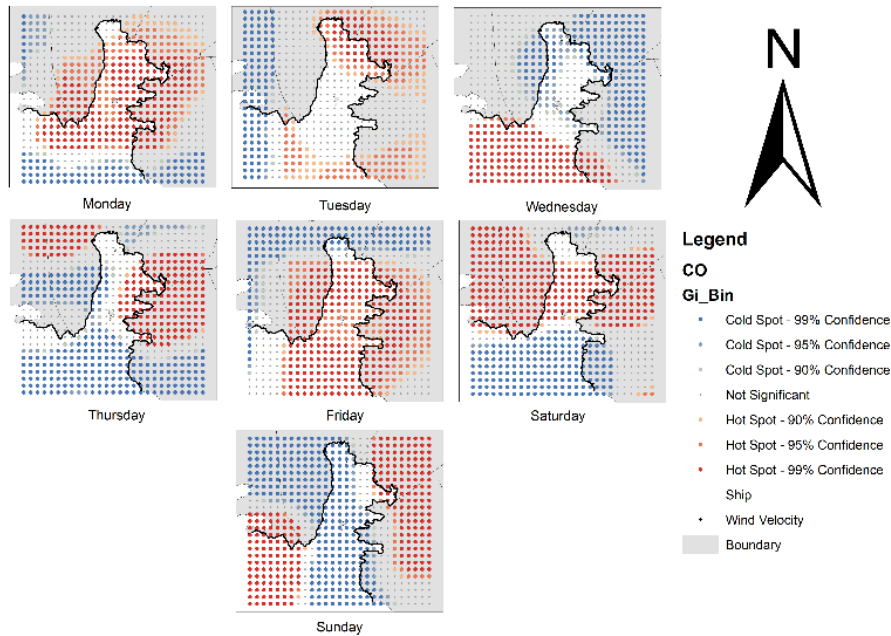 N
Monday
Tuesday
Wednesday
Legend
CO
Gi_Bin
Cold Spot - 99% Confidence
Cold Spot - 95% Confidence
Cold Spot - 90% Confidence
Not Significant
Hot Spot - 90% Confidence
Hot Spot - 95% Confidence
Hot Spot - 99% Confidence
Ship
Wind Velocity
Boundary
Thursday
Friday
Saturday
Sunday